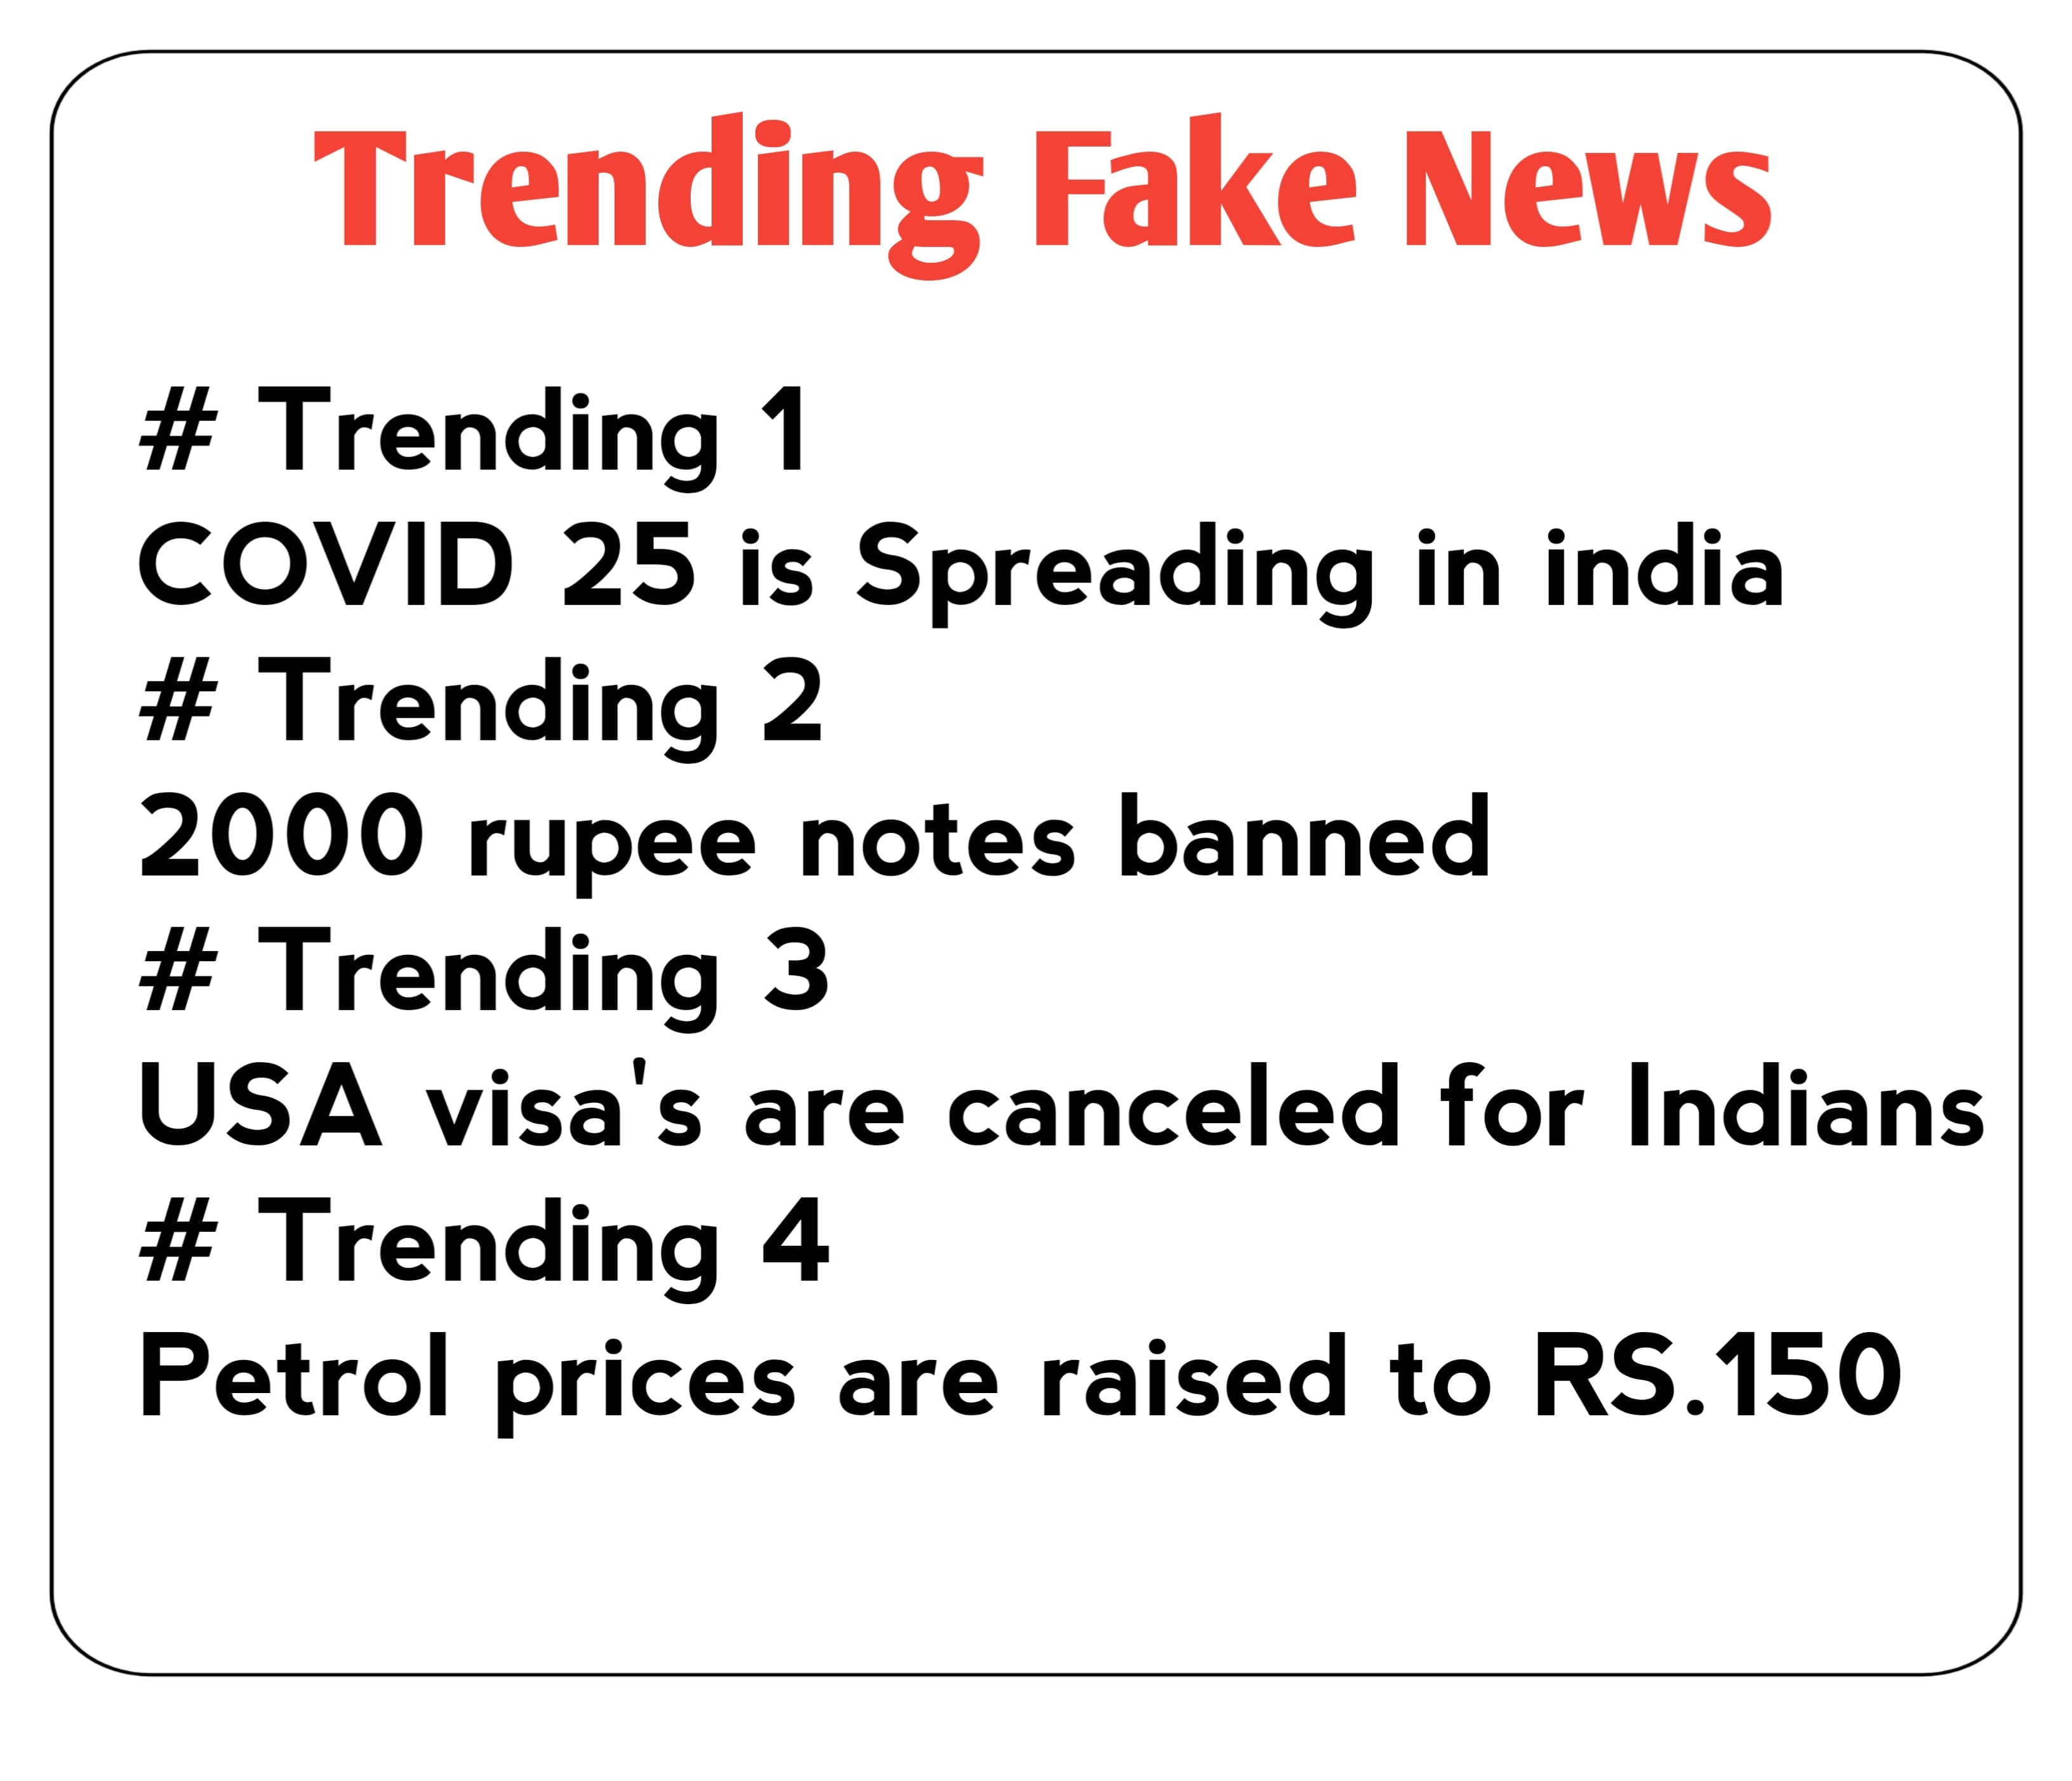 Trending Fake News
# Trending 1
COVID 25 is Spreading in india
# Trending 2
2000 rupee notes banned
# Trending 3
USA visa's are canceled for Indians
# Trending 4
Petrol prices are raised to RS.150